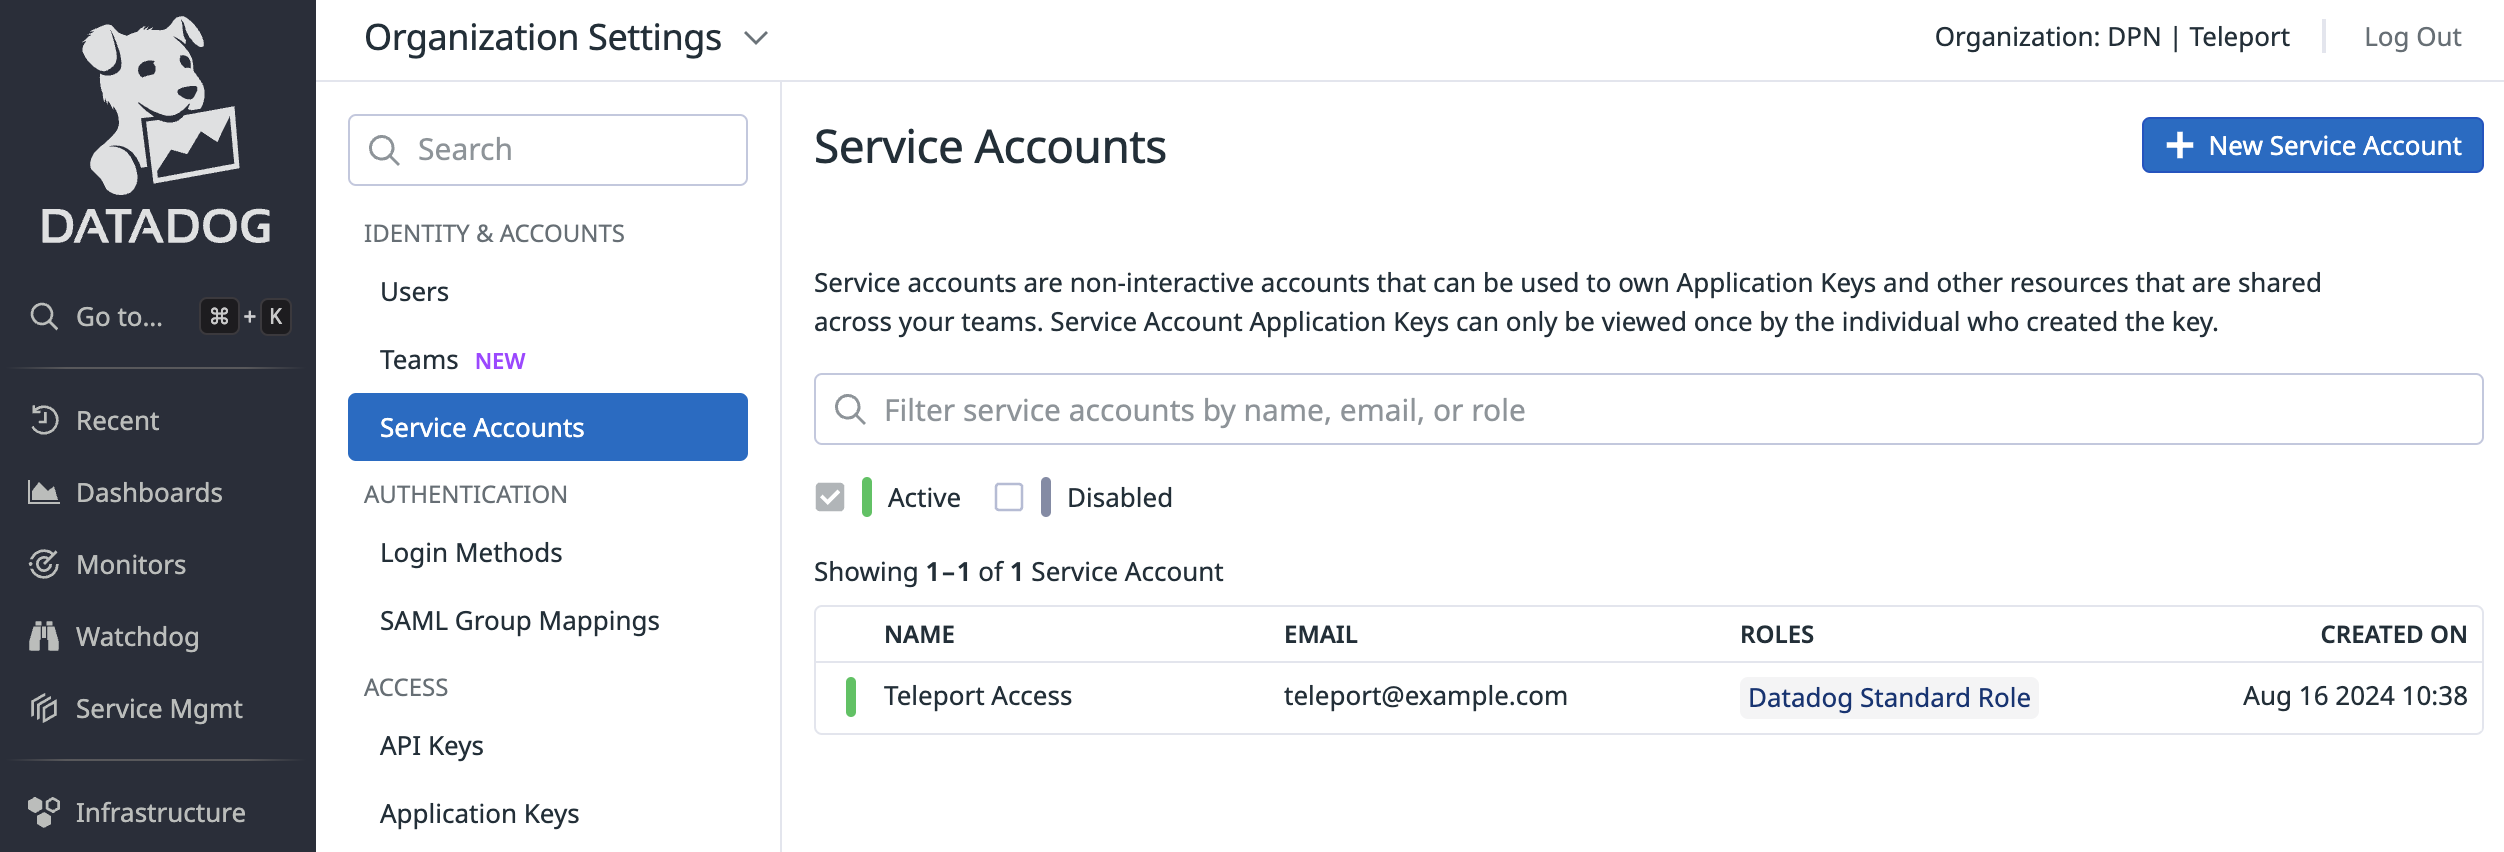 DATADOG
Go to... ⌘ + K
Recent
Dashboards
Monitors
Watchdog
Service Mgmt
Infrastructure
Organization Settings
Organization: DPN | Teleport
Log Out
Search
IDENTITY & ACCOUNTS
Users
Teams NEW
Service Accounts
AUTHENTICATION
Login Methods
SAML Group Mappings
ACCESS
API Keys
Application Keys
Service Accounts
New Service Account
Service accounts are non-interactive accounts that can be used to own Application Keys and other resources that are shared
across your teams. Service Account Application Keys can only be viewed once by the individual who created the key.
Filter service accounts by name, email, or role
Active Disabled
Showing 1–1 of 1 Service Account
NAME EMAIL ROLES CREATED ON
Teleport Access teleport@example.com Datadog Standard Role Aug 16 2024 10:38